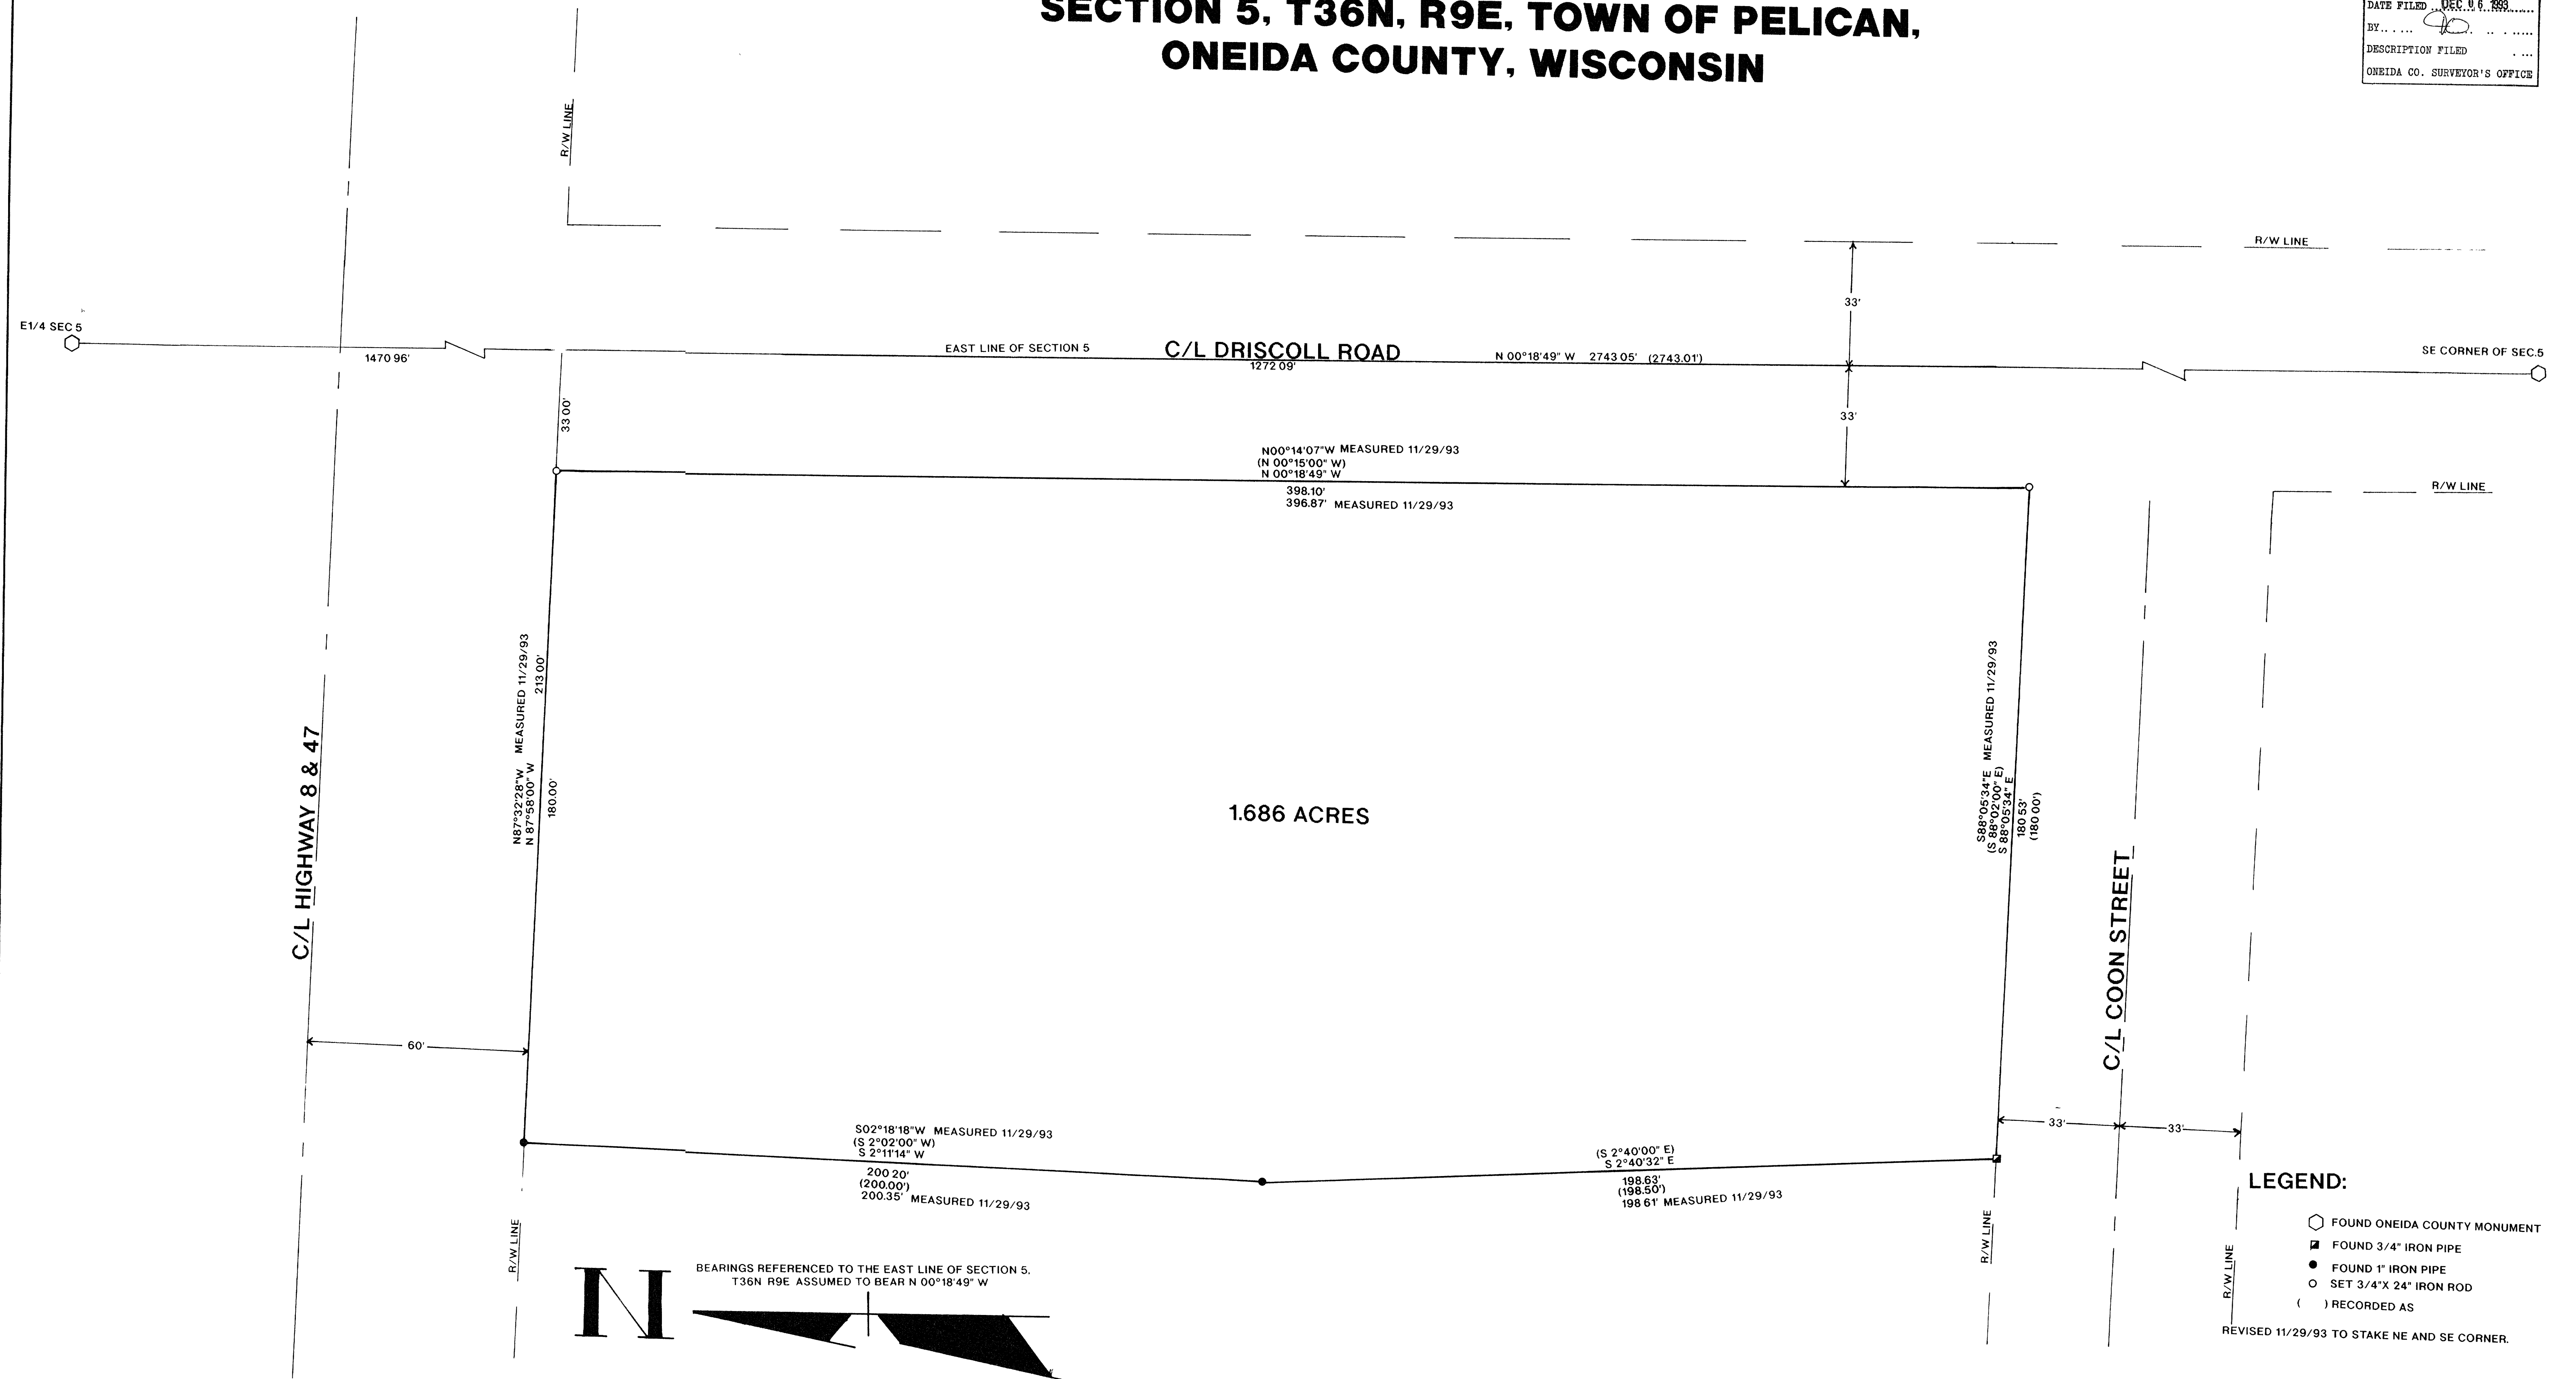 SECTION 5, T36N, R9E, TOWN OF PELICAN,
ONEIDA COUNTY, WISCONSIN
DATE FILED DEC 06 1993
BY
DESCRIPTION FILED
ONEIDA CO. SURVEYOR'S OFFICE
R/W LINE
R/W LINE
33'
E1/4 SEC 5
1470 96'
EAST LINE OF SECTION 5
C/L DRISCOLL ROAD
1272 09'
N 00°18'49" W 2743 05' (2743.01')
SE CORNER OF SEC.5
33 00'
33'
N00°14'07"W MEASURED 11/29/93
(N 00°15'00" W)
N 00°18'49" W
398.10'
396.87' MEASURED 11/29/93
R/W LINE
N87°32'28"W MEASURED 11/29/93
N 87°58'00" W
213 00'
180.00'
S88°05'34"E MEASURED 11/29/93
(S 88°02'00" E)
S 88°05'34" E
180 53'
(180 00')
C/L HIGHWAY 8 & 47
1.686 ACRES
C/L COON STREET
60'
33'
33'
S02°18'18"W MEASURED 11/29/93
(S 2°02'00" W)
S 2°11'14" W
200 20'
(200.00')
200.35' MEASURED 11/29/93
(S 2°40'00" E)
S 2°40'32" E
198.63'
(198.50')
198 61' MEASURED 11/29/93
R/W LINE
R/W LINE
R/W LINE
N
BEARINGS REFERENCED TO THE EAST LINE OF SECTION 5.
T36N R9E ASSUMED TO BEAR N 00°18'49" W
LEGEND:
FOUND ONEIDA COUNTY MONUMENT
FOUND 3/4" IRON PIPE
FOUND 1" IRON PIPE
SET 3/4"X 24" IRON ROD
( ) RECORDED AS
REVISED 11/29/93 TO STAKE NE AND SE CORNER.